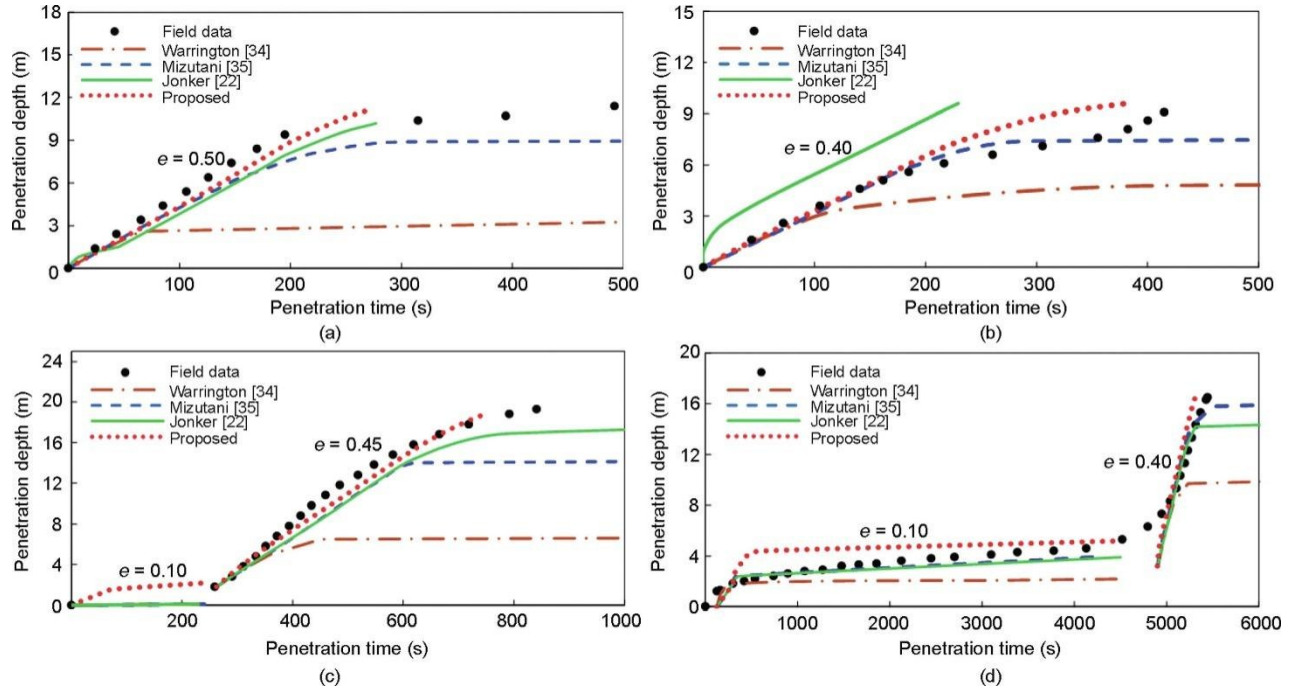 18
15
12
9
6
3
0
Penetration depth (m)
Field data
Warrington [34]
Mizutani [35]
Jonker [22]
Proposed
e = 0.50
100
200
300
400
500
Penetration time (s)
(a)
15
12
9
6
3
0
Penetration depth (m)
Field data
Warrington [34]
Mizutani [35]
Jonker [22]
Proposed
e = 0.40
100
200
300
400
500
Penetration time (s)
(b)
24
20
16
12
8
4
0
Penetration depth (m)
Field data
Warrington [34]
Mizutani [35]
Jonker [22]
Proposed
e = 0.45
e = 0.10
200
400
600
800
1000
Penetration time (s)
(c)
20
16
12
8
4
0
Penetration depth (m)
Field data
Warrington [34]
Mizutani [35]
Jonker [22]
Proposed
e = 0.40
e = 0.10
1000
2000
3000
4000
5000
6000
Penetration time (s)
(d)